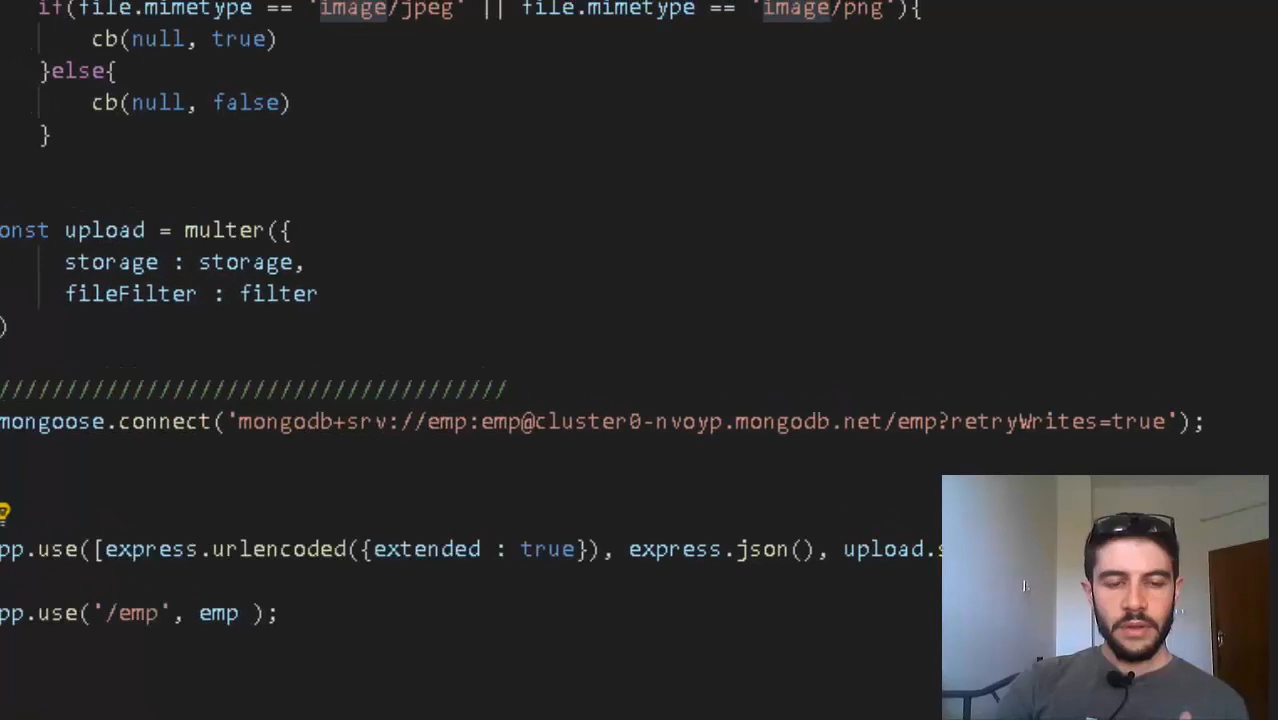 if(file.mimetype == 'image/jpeg' || file.mimetype == 'image/png'){
cb(null, true)
}else{
cb(null, false)
}
onst upload = multer({
storage : storage,
fileFilter : filter
)
//////////////////////////////////////
mongoose.connect('mongodb+srv://emp:emp@cluster0-nvoyp.mongodb.net/emp?retryWrites=true');
pp.use([express.urlencoded({extended : true}), express.json(), upload.s
pp.use('/emp', emp );